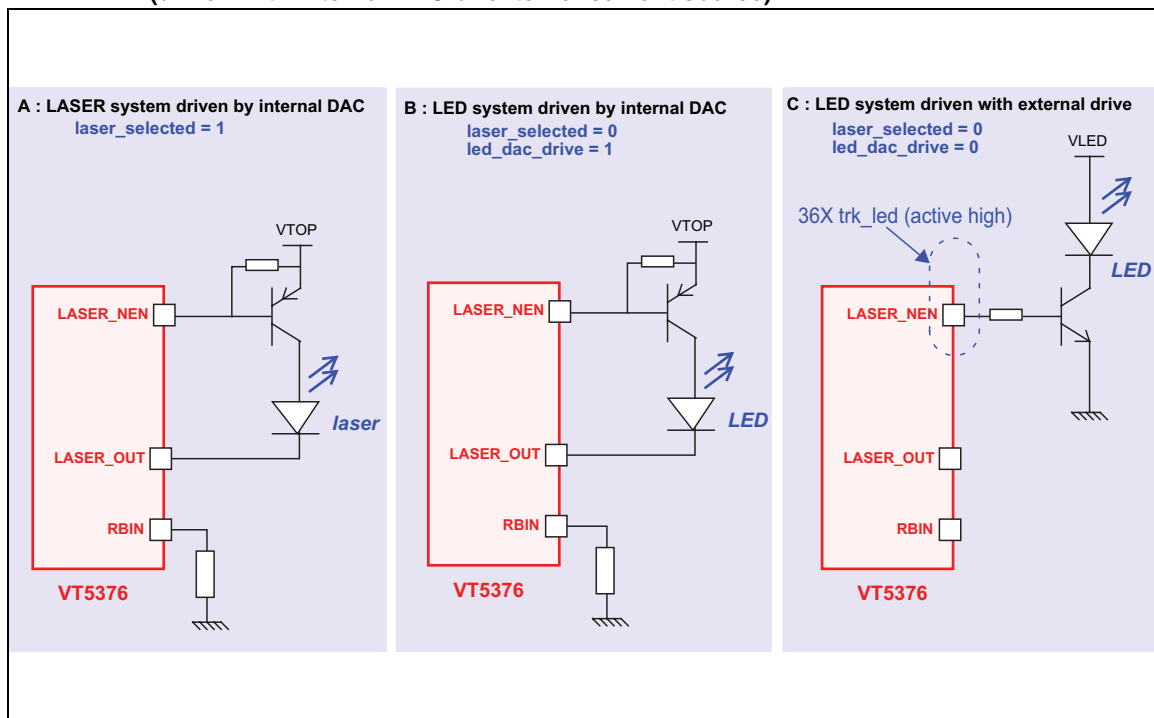 A : LASER system driven by internal DAC
laser_selected = 1
VTOP
LASER_NEN
laser
LASER_OUT
RBIN
VT5376
B : LED system driven by internal DAC
laser_selected = 0
led_dac_drive = 1
VTOP
LASER_NEN
LED
LASER_OUT
RBIN
VT5376
C : LED system driven with external drive
laser_selected = 0
led_dac_drive = 0
VLED
36X trk_led (active high)
LED
LASER_NEN
LASER_OUT
RBIN
VT5376